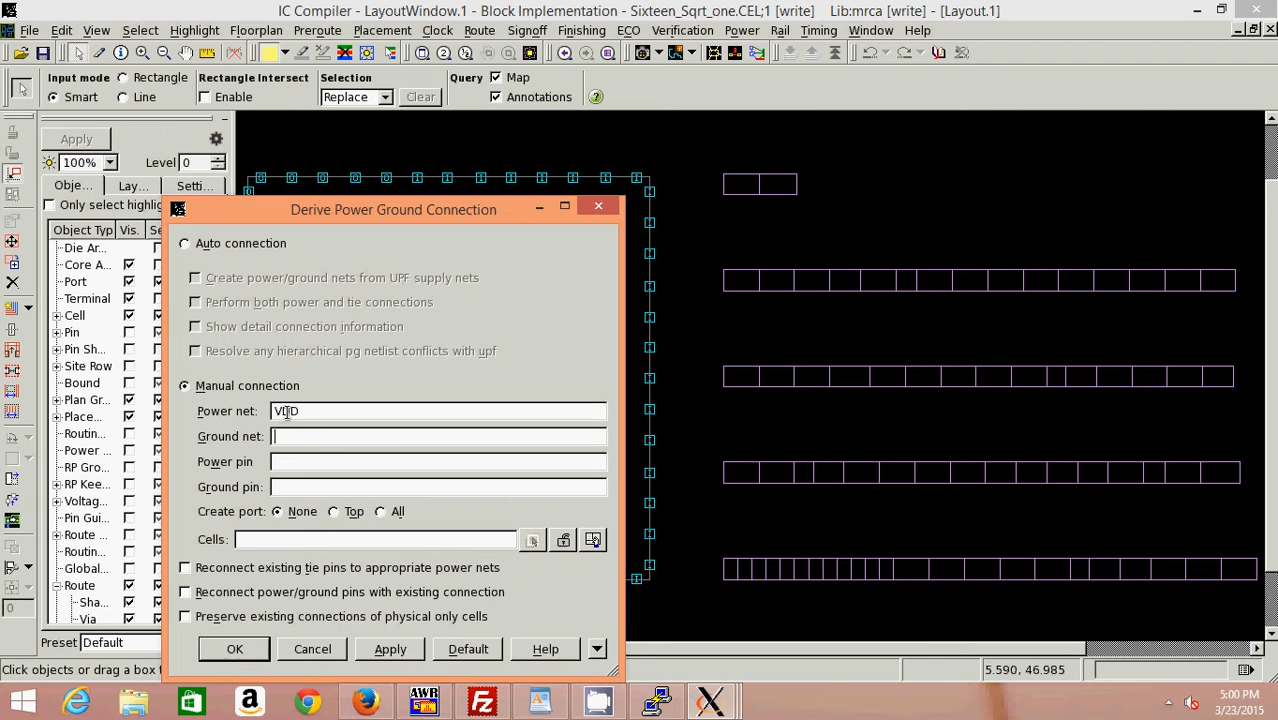 IC Compiler - LayoutWindow.1 - Block Implementation - Sixteen_Sqrt_one.CEL;1 [write]    Lib:mrca [write] - [Layout.1]
File Edit View Select Highlight Floorplan Preroute Placement Clock Route Signoff Finishing ECO Verification Power Rail Timing Window Help
Input mode Rectangle Rectangle Intersect Selection Query Map
Smart Line Enable Replace Clear Annotations
Apply
100% Level 0
Obje... Lay... Setti...
Only select highlig
Object Typ Vis. Se
Die Ar...
Core A...
Port
Terminal
Cell
Pin
Pin Sh...
Site Row
Bound
Plan Gr...
Place...
Routin...
Power ...
RP Gro...
RP Kee...
Voltag...
Pin Gui...
Route ...
Routin...
Global...
Route
Sha...
Via
0
Preset Default
Derive Power Ground Connection
Auto connection
Create power/ground nets from UPF supply nets
Perform both power and tie connections
Show detail connection information
Resolve any hierarchical pg netlist conflicts with upf
Manual connection
Power net: VDD
Ground net:
Power pin
Ground pin:
Create port: None Top All
Cells:
Reconnect existing tie pins to appropriate power nets
Reconnect power/ground pins with existing connection
Preserve existing connections of physical only cells
OK Cancel Apply Default Help
Click objects or drag a box t
5.590, 46.985
AWR
5:00 PM
3/23/2015